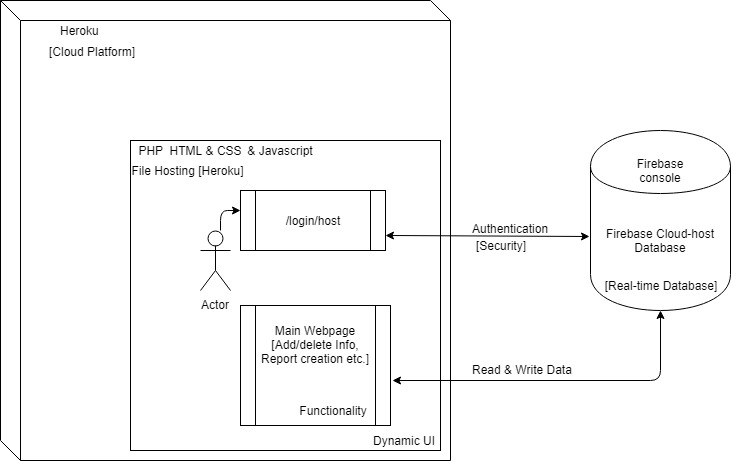 Heroku
[Cloud Platform]
PHP HTML & CSS & Javascript
File Hosting [Heroku]
/login/host
Actor
Main Webpage
[Add/delete Info,
Report creation etc.]
Functionality
Dynamic UI
Authentication
[Security]
Read & Write Data
Firebase
console
Firebase Cloud-host
Database
[Real-time Database]